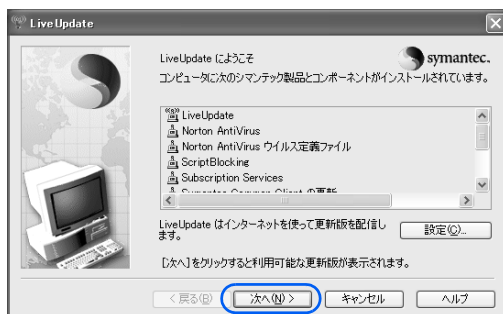 LiveUpdate
LiveUpdate にようこそ
symantec.
コンピュータに次のシマンテック製品とコンポーネントがインストールされています。
LiveUpdate
Norton AntiVirus
Norton AntiVirus ウイルス定義ファイル
ScriptBlocking
Subscription Services
Symantec Common Client の更新
LiveUpdate はインターネットを使って更新版を配信し
ます。
設定(O)...
[次へ]をクリックすると利用可能な更新版が表示されます。
< 戻る(B)
次へ(N) >
キャンセル
ヘルプ